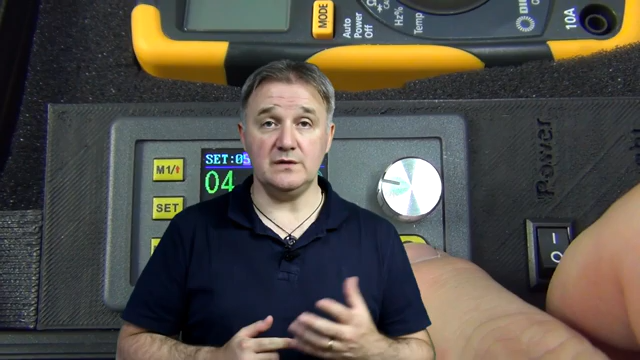 MODE
Auto
Power
Off
Hz%
Temp
10A
Power
M1/↑
SET:05
04
SET
I
O